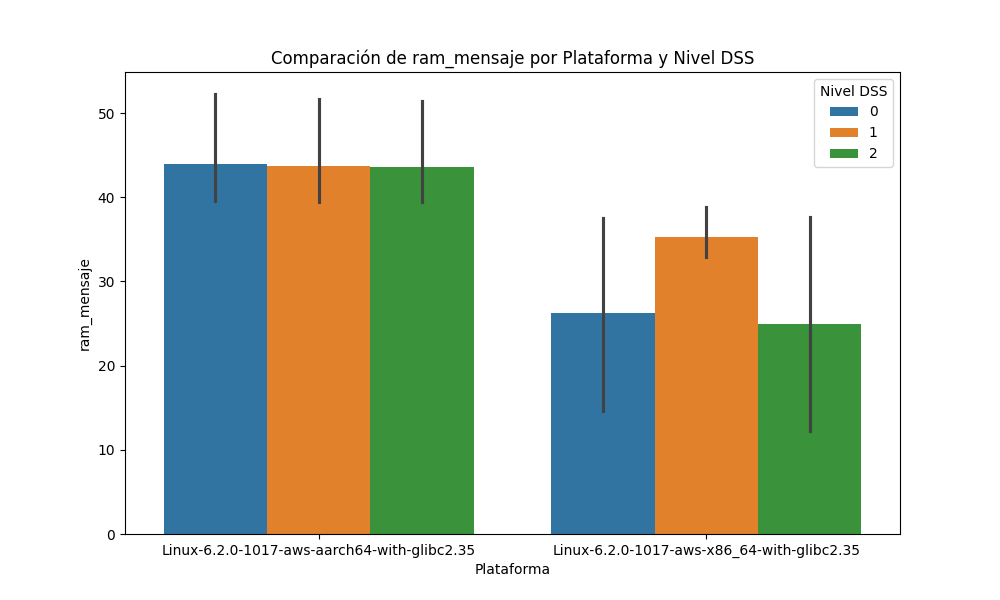 Comparación de ram_mensaje por Plataforma y Nivel DSS
Nivel DSS
0
1
2
50
40
30
20
10
0
ram_mensaje
Linux-6.2.0-1017-aws-aarch64-with-glibc2.35
Linux-6.2.0-1017-aws-x86_64-with-glibc2.35
Plataforma